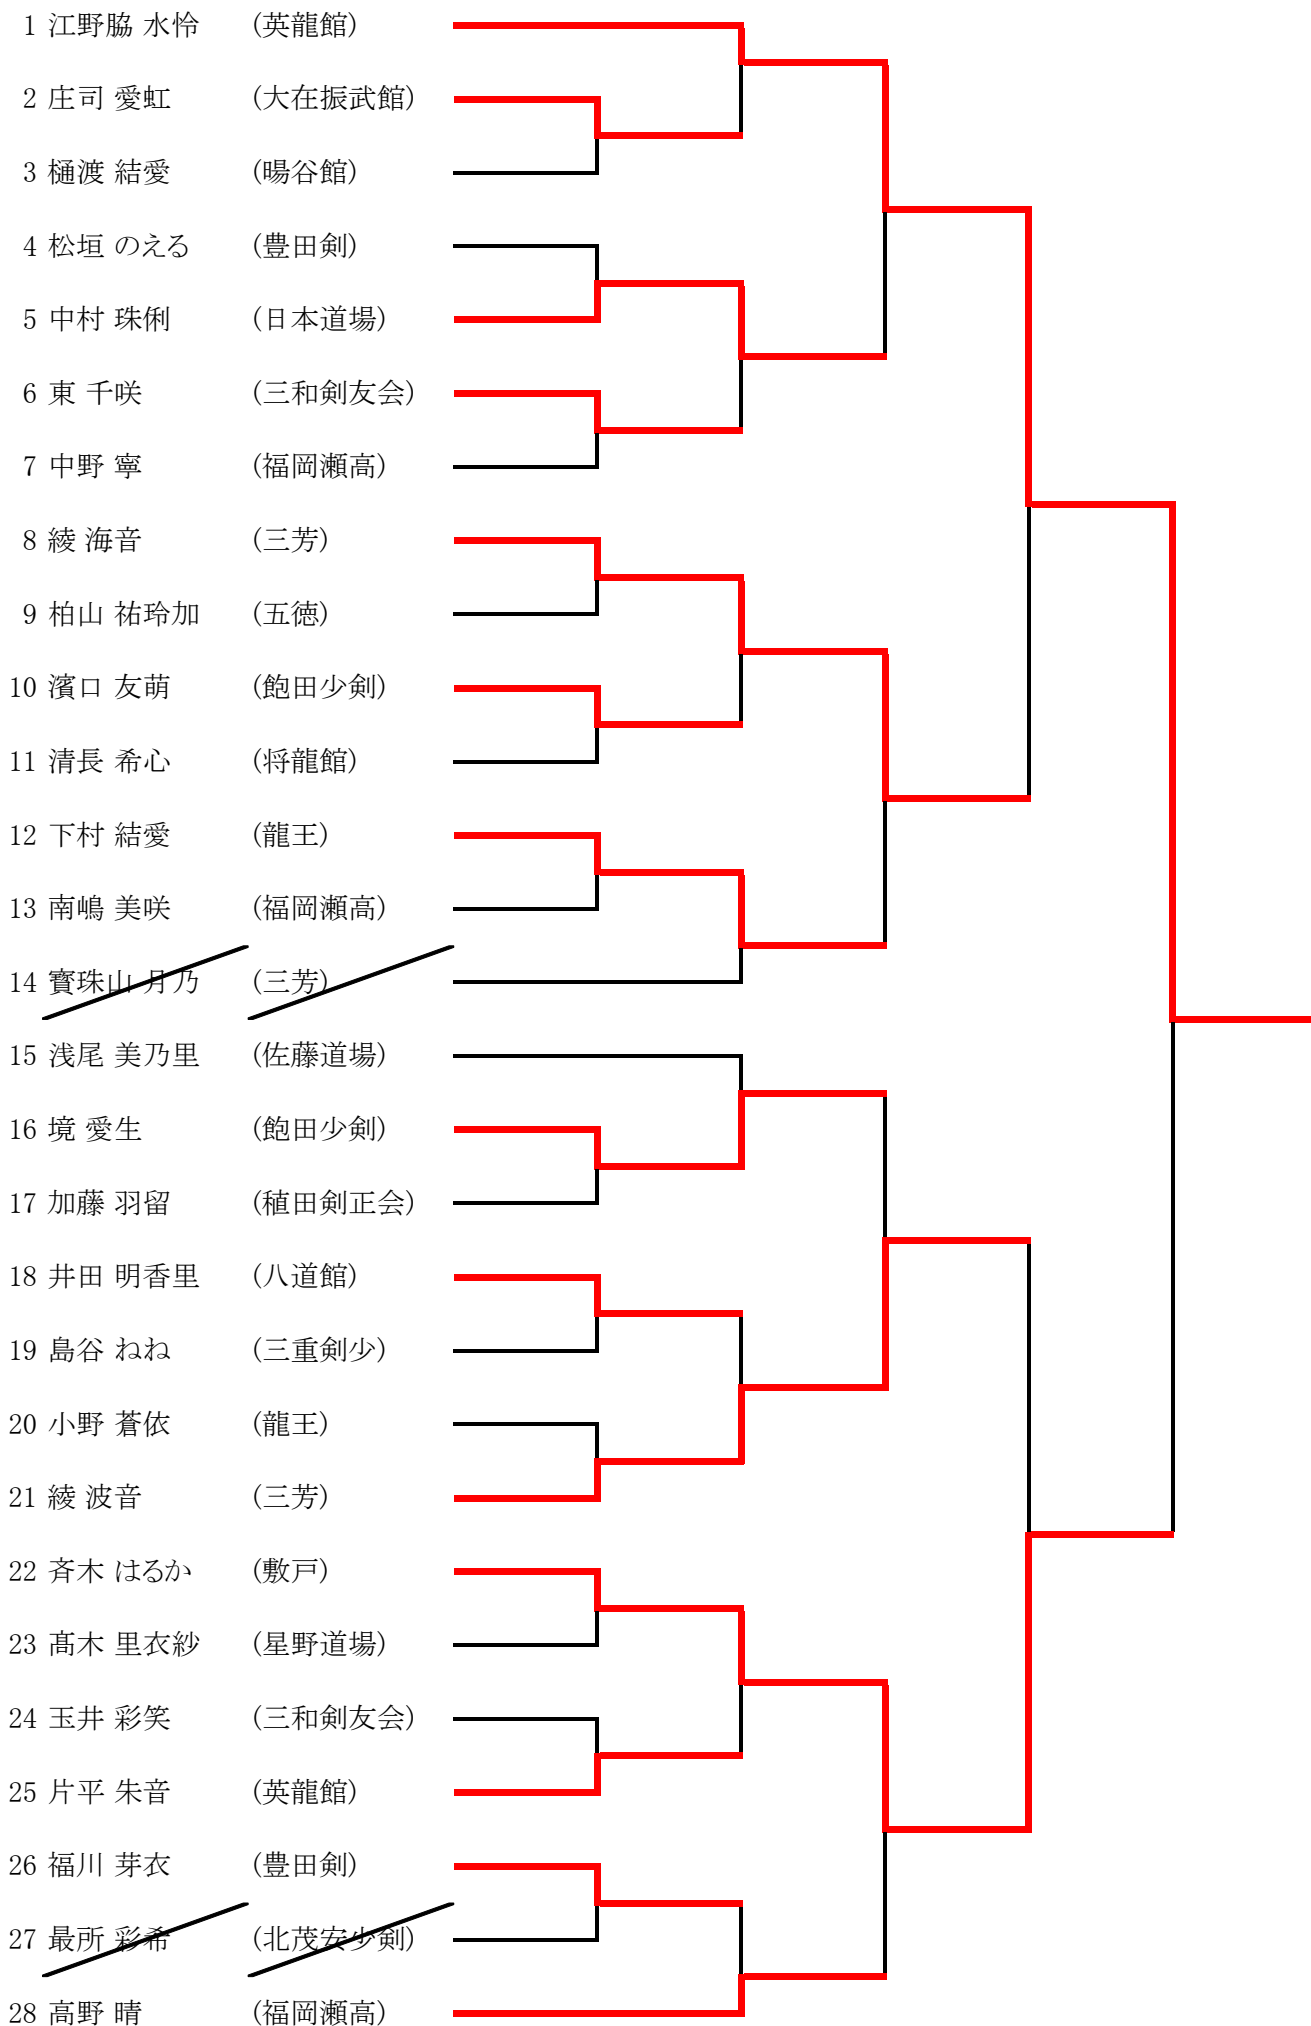 1 江野脇 水怜 (英龍館)
2 庄司 愛虹 (大在振武館)
3 樋渡 結愛 (暘谷館)
4 松垣 のえる (豊田剣)
5 中村 珠俐 (日本道場)
6 東 千咲 (三和剣友会)
7 中野 寧 (福岡瀬高)
8 綾 海音 (三芳)
9 柏山 祐玲加 (五徳)
10 濱口 友萌 (飽田少剣)
11 清長 希心 (将龍館)
12 下村 結愛 (龍王)
13 南嶋 美咲 (福岡瀬高)
14 寳珠山 月乃 (三芳)
15 浅尾 美乃里 (佐藤道場)
16 境 愛生 (飽田少剣)
17 加藤 羽留 (稙田剣正会)
18 井田 明香里 (八道館)
19 島谷 ねね (三重剣少)
20 小野 蒼依 (龍王)
21 綾 波音 (三芳)
22 斉木 はるか (敷戸)
23 髙木 里衣紗 (星野道場)
24 玉井 彩笑 (三和剣友会)
25 片平 朱音 (英龍館)
26 福川 芽衣 (豊田剣)
27 最所 彩希 (北茂安少剣)
28 高野 晴 (福岡瀬高)